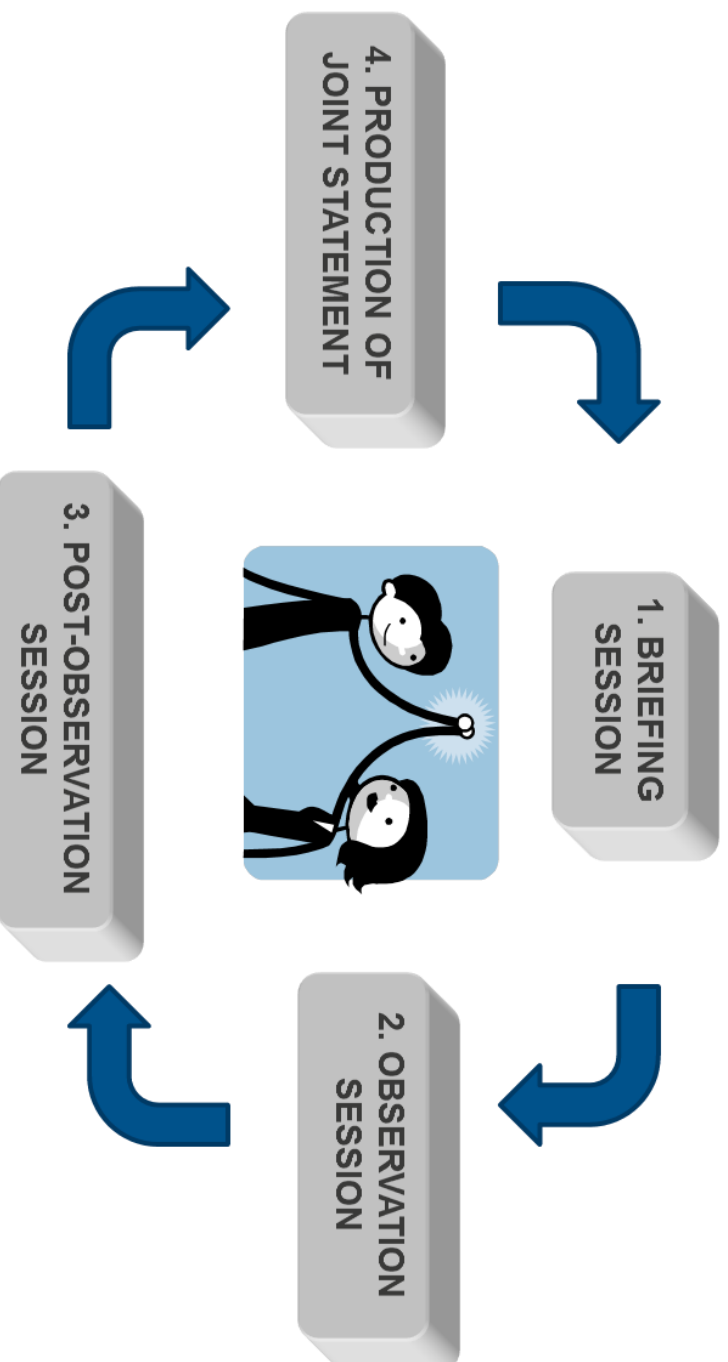 1. BRIEFING
SESSION
2. OBSERVATION
SESSION
3. POST-OBSERVATION
SESSION
4. PRODUCTION OF
JOINT STATEMENT